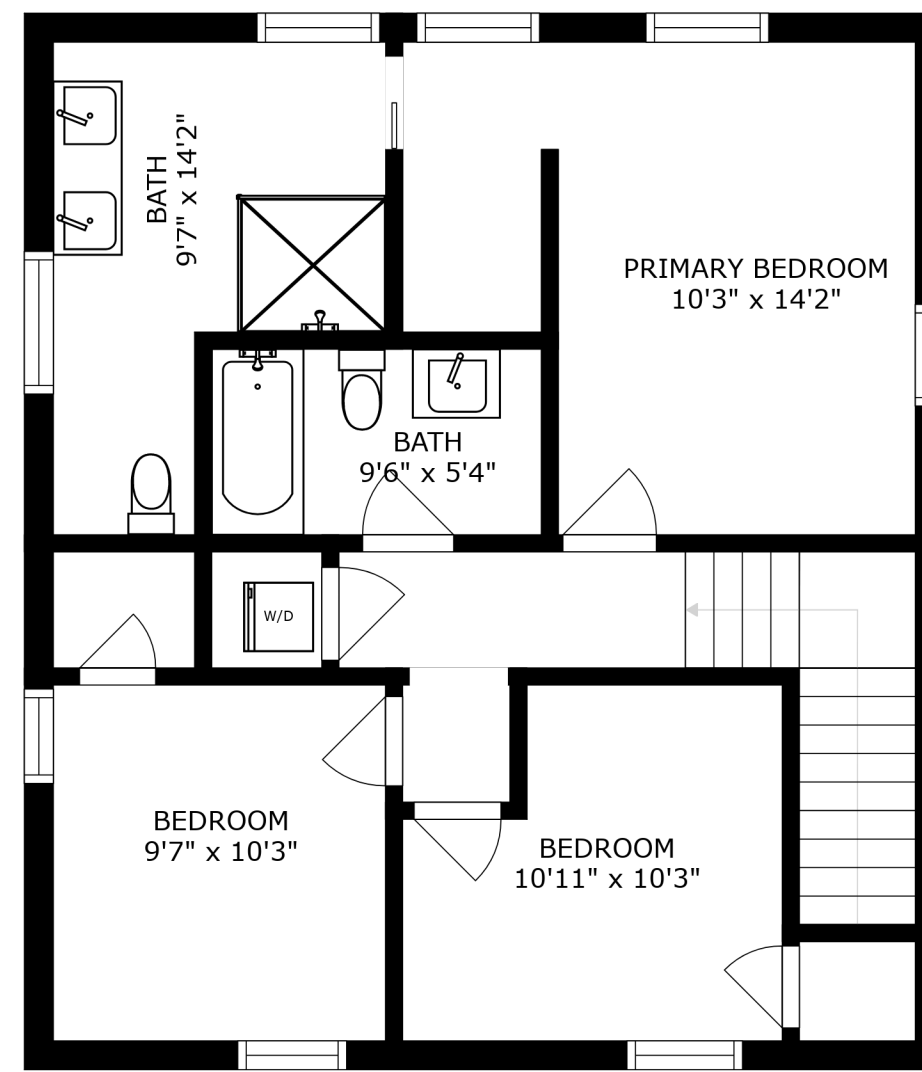 BATH
9'7" x 14'2"
PRIMARY BEDROOM
10'3" x 14'2"
BATH
9'6" x 5'4"
W/D
BEDROOM
9'7" x 10'3"
BEDROOM
10'11" x 10'3"